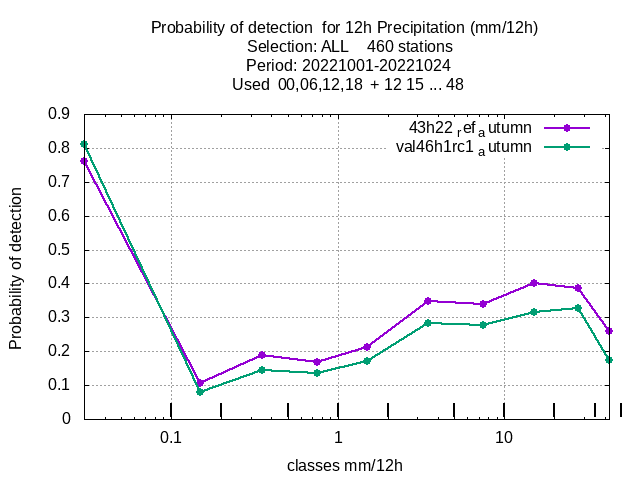 Probability of detection for 12h Precipitation (mm/12h)
Selection: ALL 460 stations
Period: 20221001-20221024
Used 00,06,12,18 + 12 15 ... 48
43h22 ref autumn
val46h1rc1 autumn
Probability of detection
0.9
0.8
0.7
0.6
0.5
0.4
0.3
0.2
0.1
0
0.1 1 10
classes mm/12h